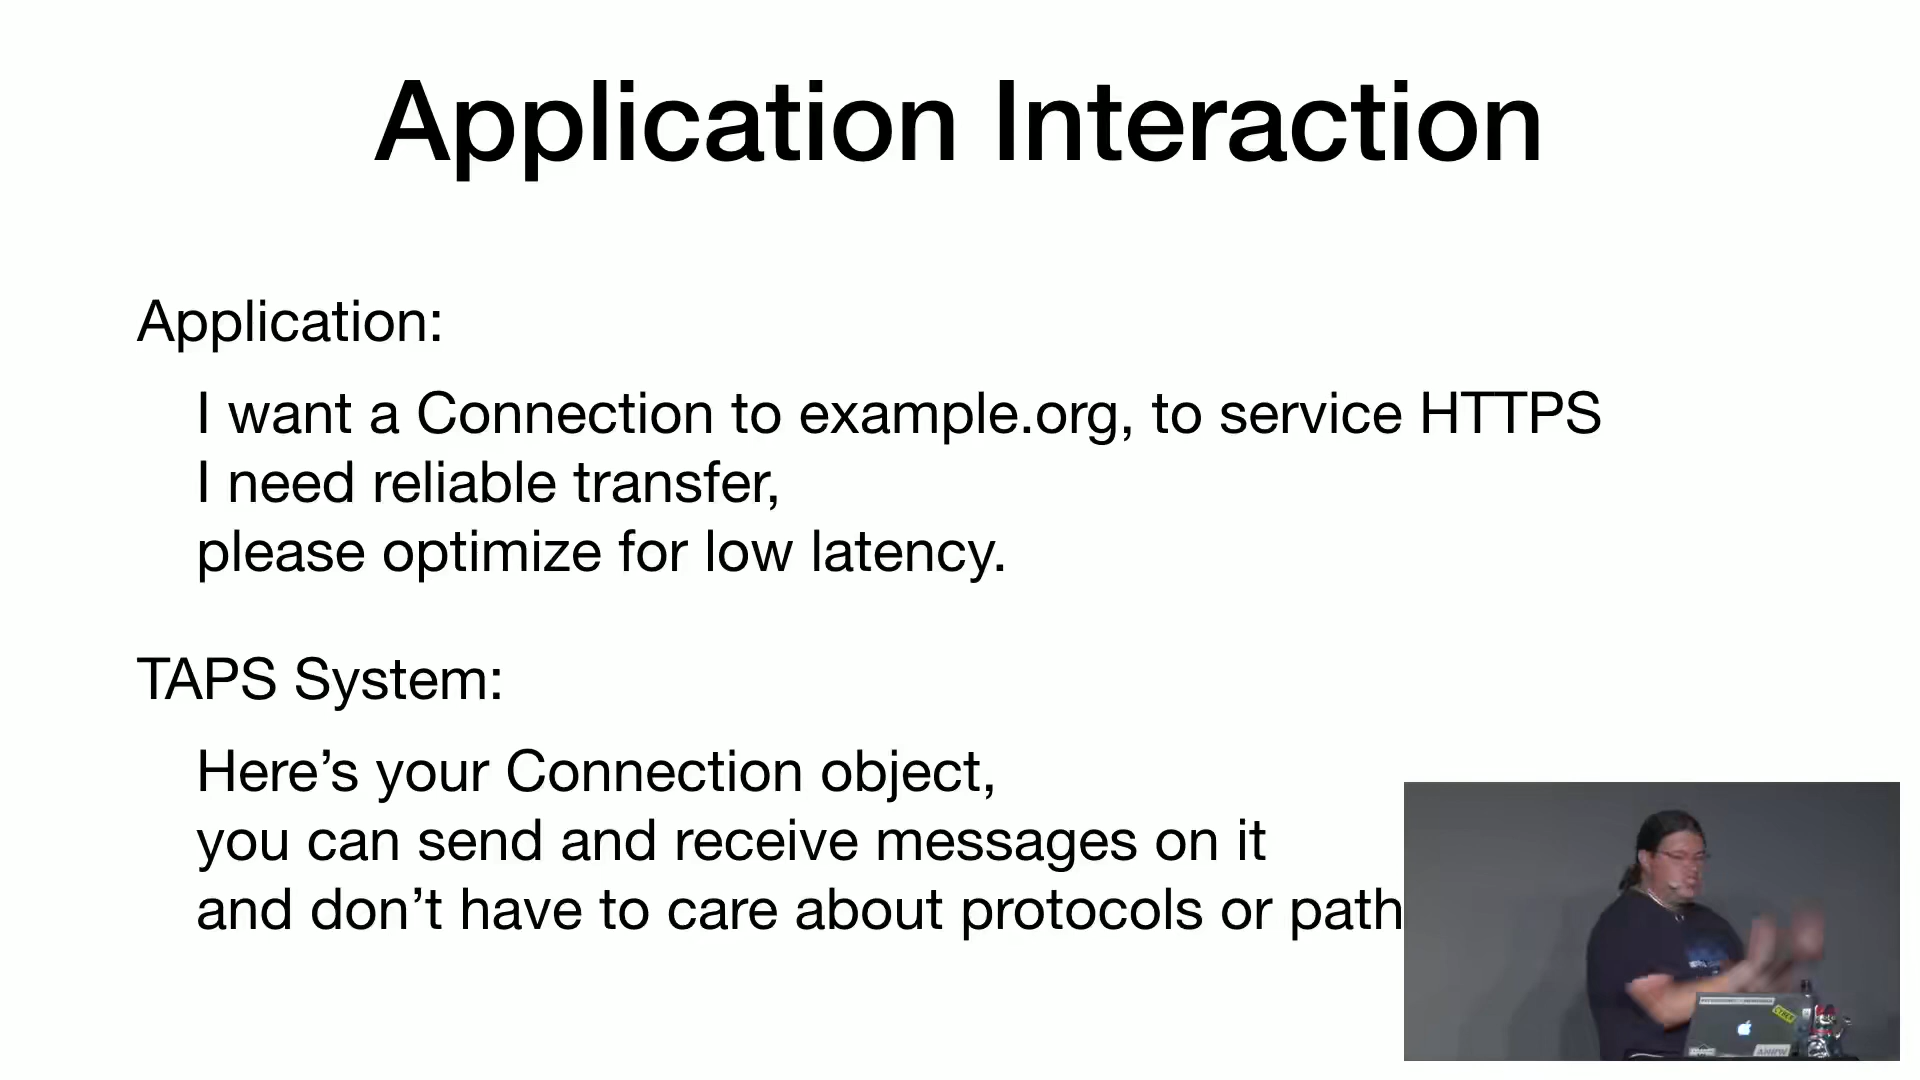 Application Interaction
Application:
I want a Connection to example.org, to service HTTPS
I need reliable transfer,
please optimize for low latency.
TAPS System:
Here’s your Connection object,
you can send and receive messages on it
and don’t have to care about protocols or path